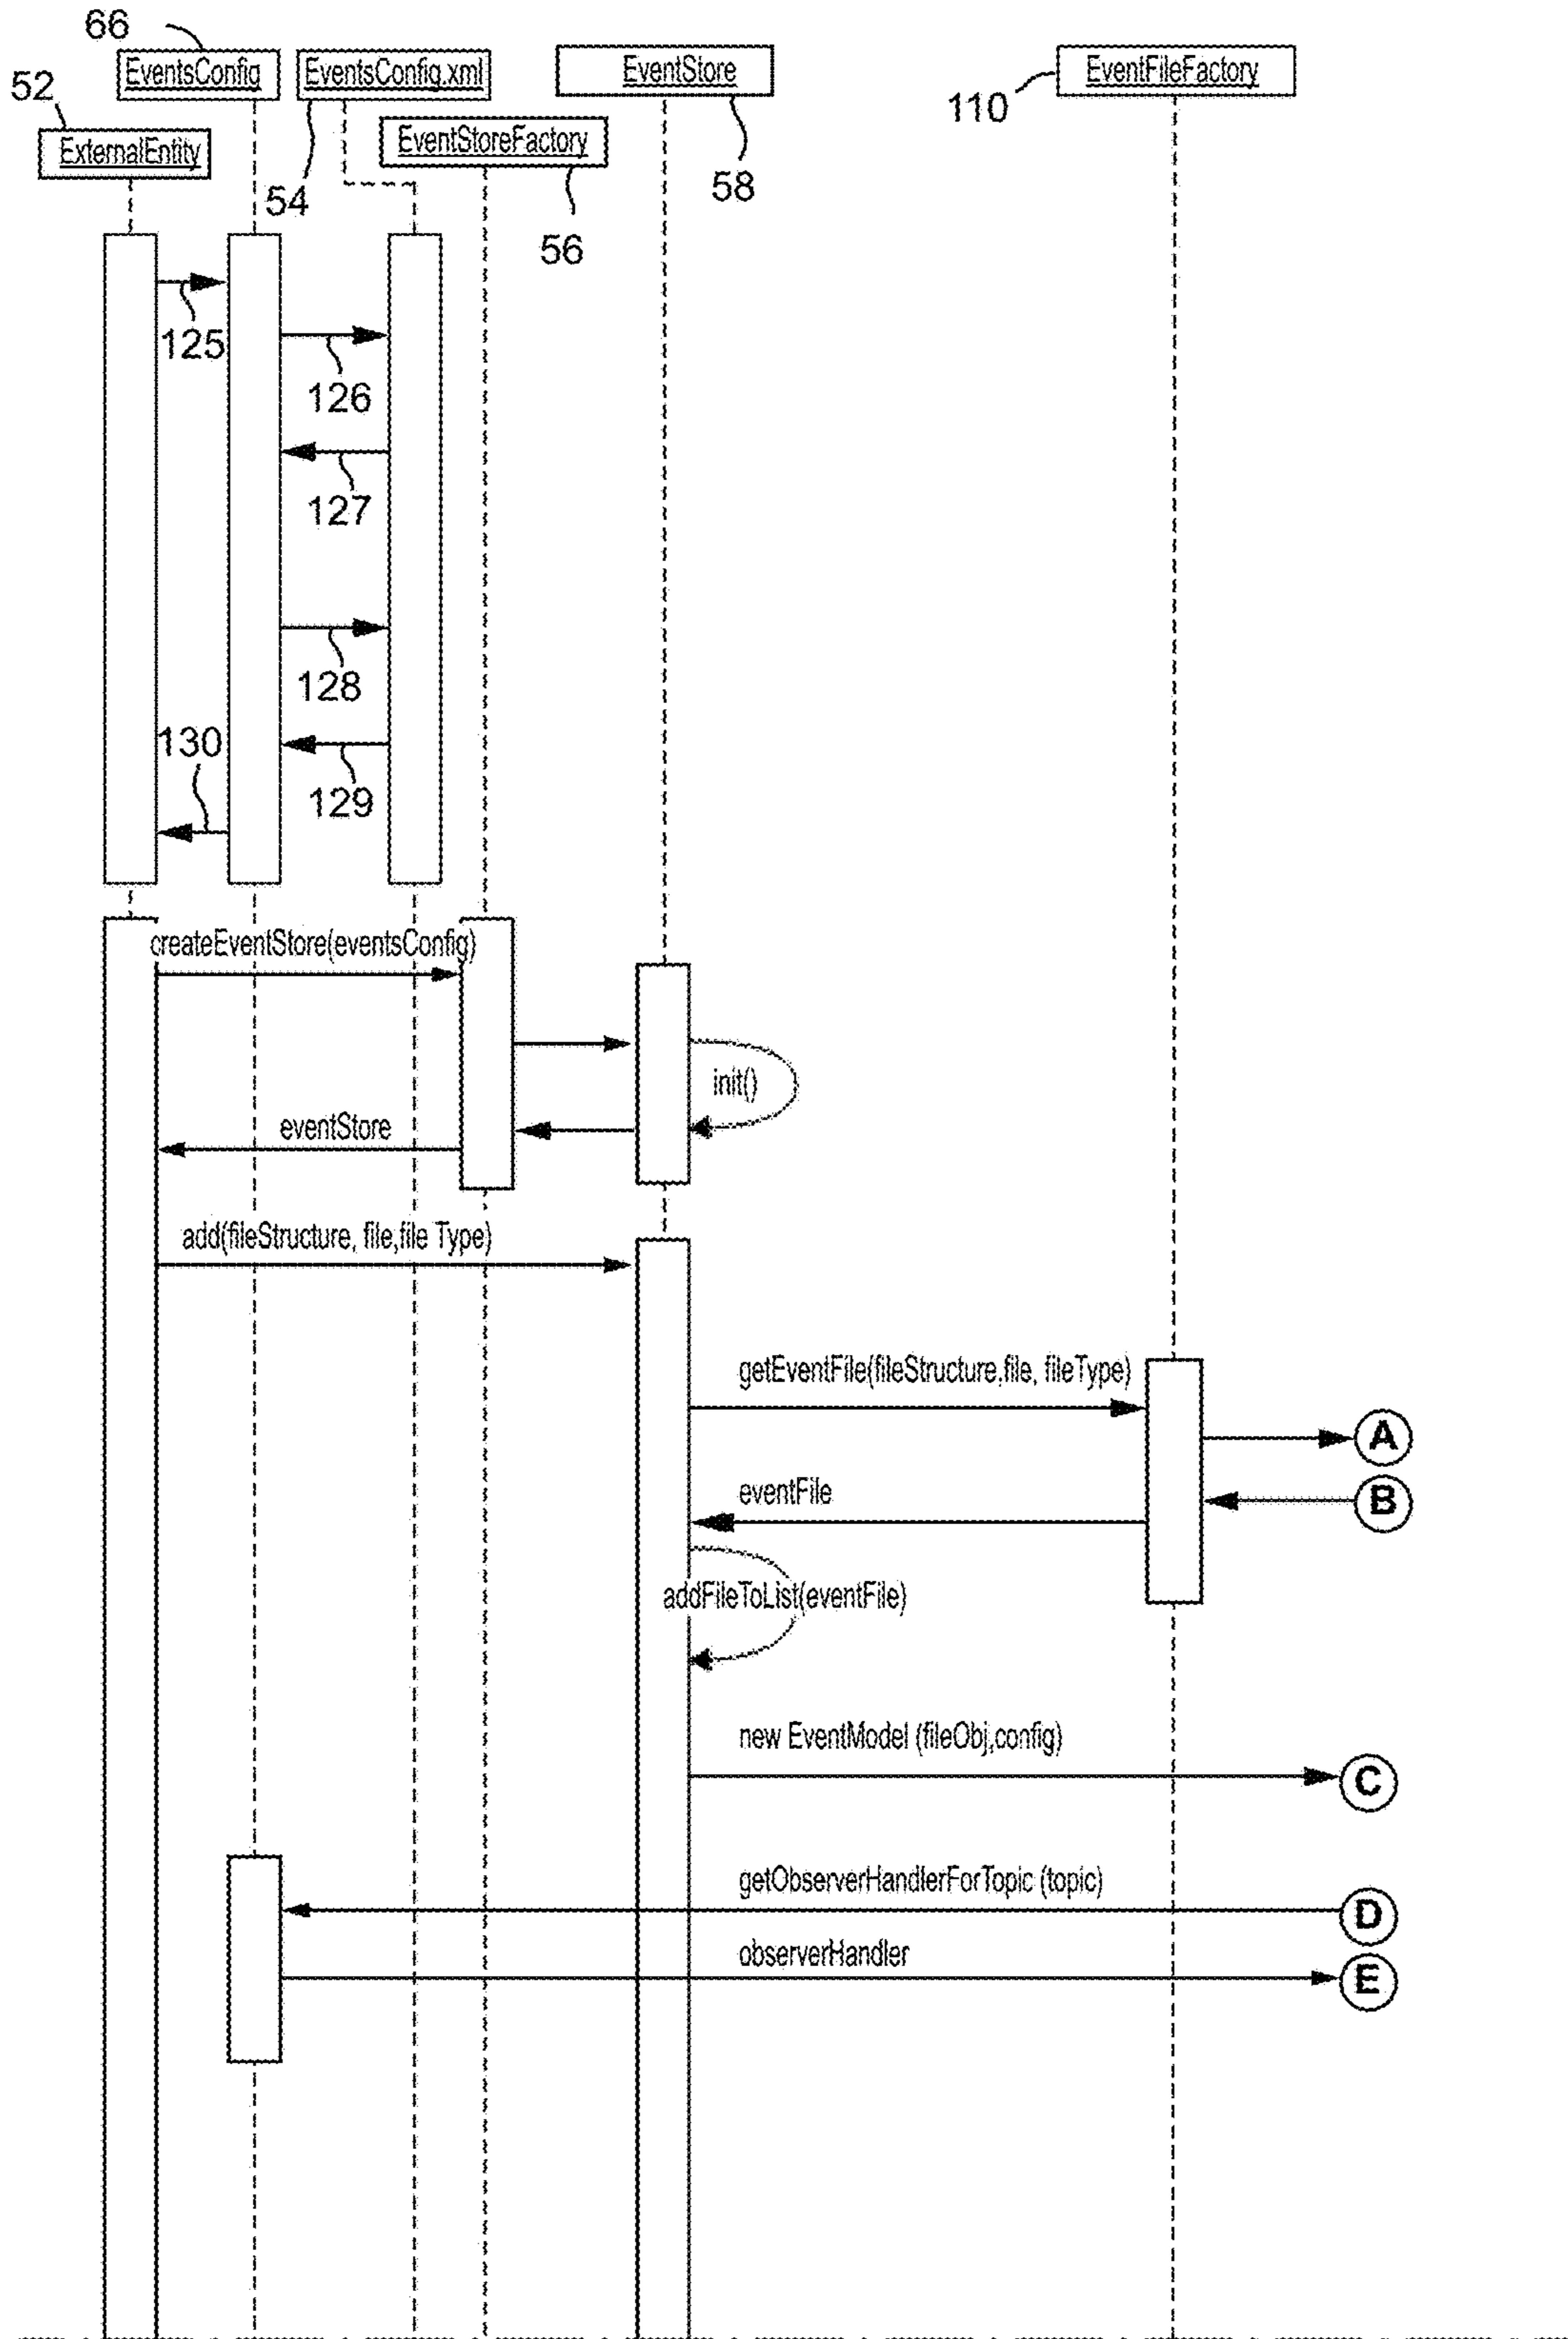 66
EventsConfig
EventsConfig.xml
EventStore
EventFileFactory
52
110
ExternalEntity
EventStoreFactory
54
58
56
125
126
127
128
130
129
createEventStore(eventsConfig)
init()
eventStore
add(fileStructure, file,file Type)
getEventFile(fileStructure,file, fileType)
A
eventFile
B
addFileToList(eventFile)
new EventModel (fileObj,config)
C
getObserverHandlerForTopic (topic)
D
observerHandler
E